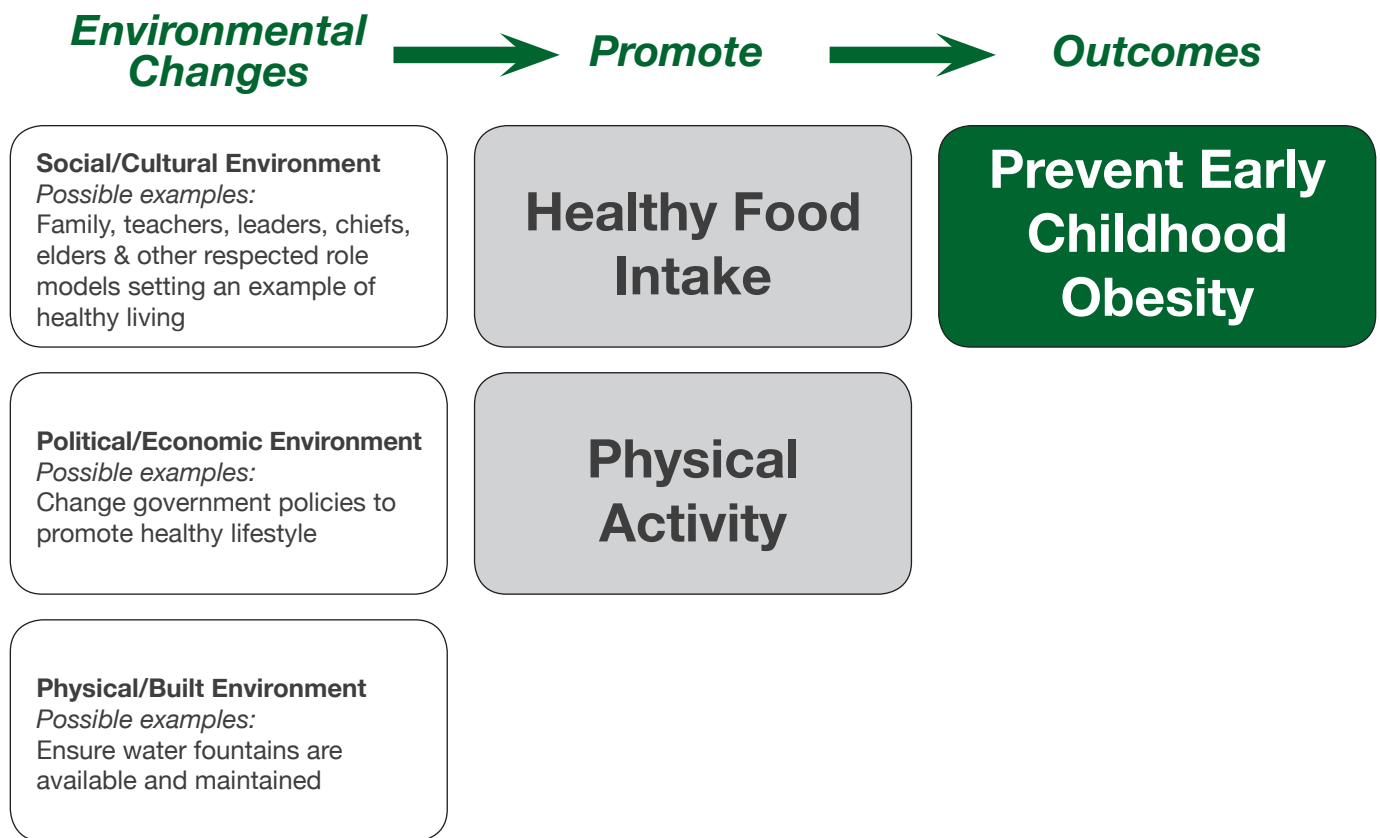 Environmental
Changes
Promote
Outcomes
Social/Cultural Environment
Possible examples:
Family, teachers, leaders, chiefs,
elders & other respected role
models setting an example of
healthy living
Healthy Food
Intake
Prevent Early
Childhood
Obesity
Political/Economic Environment
Possible examples:
Change government policies to
promote healthy lifestyle
Physical
Activity
Physical/Built Environment
Possible examples:
Ensure water fountains are
available and maintained